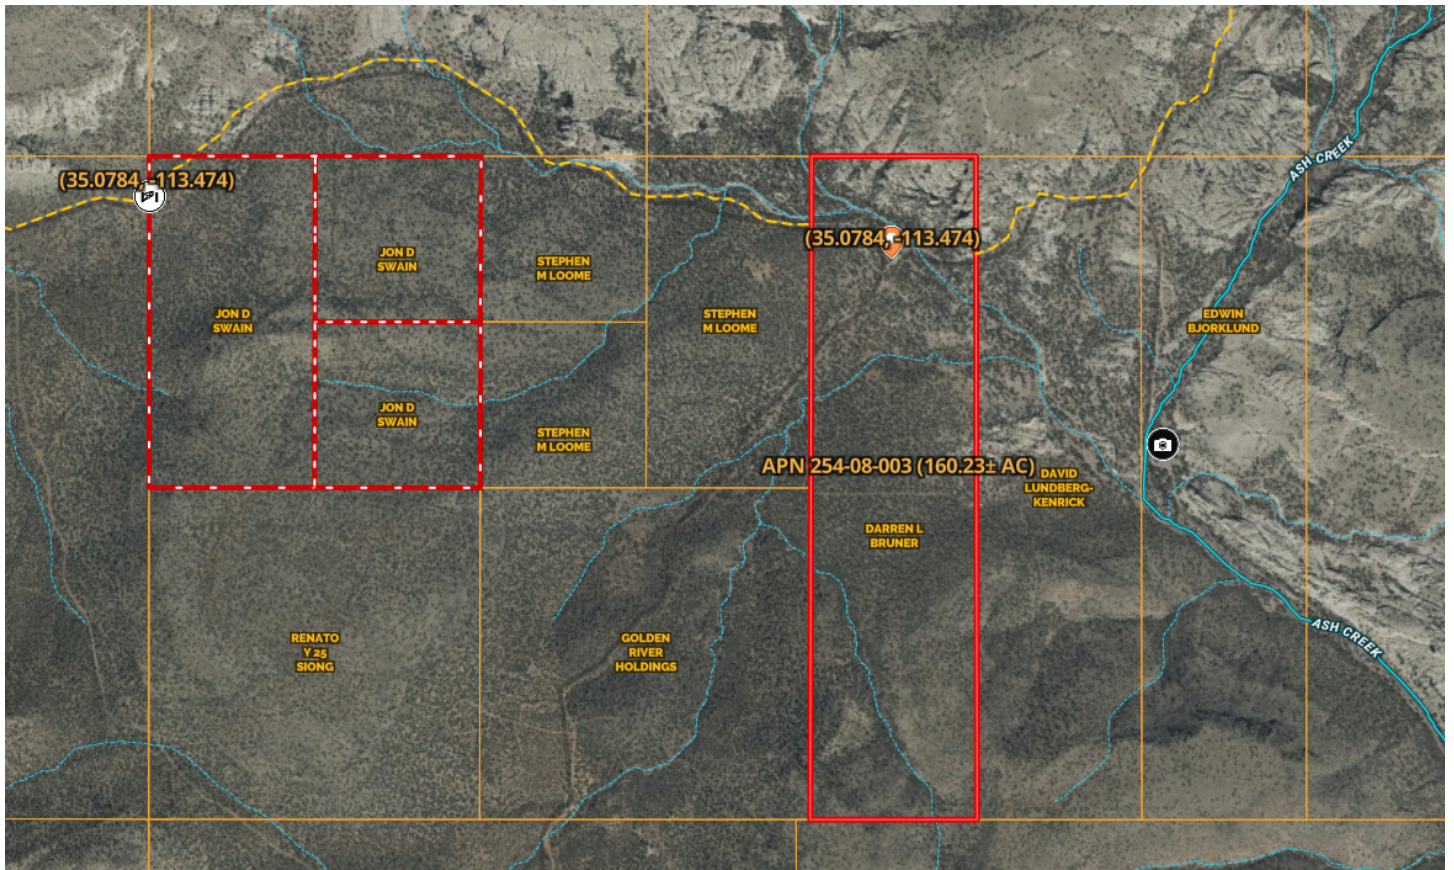 (35.0784, -113.474)
(35.0784, -113.474)
JON D
SWAIN
STEPHEN
M LOOME
JON D
SWAIN
STEPHEN
M LOOME
EDWIN
BJORKLUND
ASH CREEK
JON D
SWAIN
STEPHEN
M LOOME
APN 254-08-003 (160.23± AC)
DAVID
LUNDBERG-
KENRICK
DARREN L
BRUNER
RENATO
Y 25
SIONG
GOLDEN
RIVER
HOLDINGS
ASH CREEK